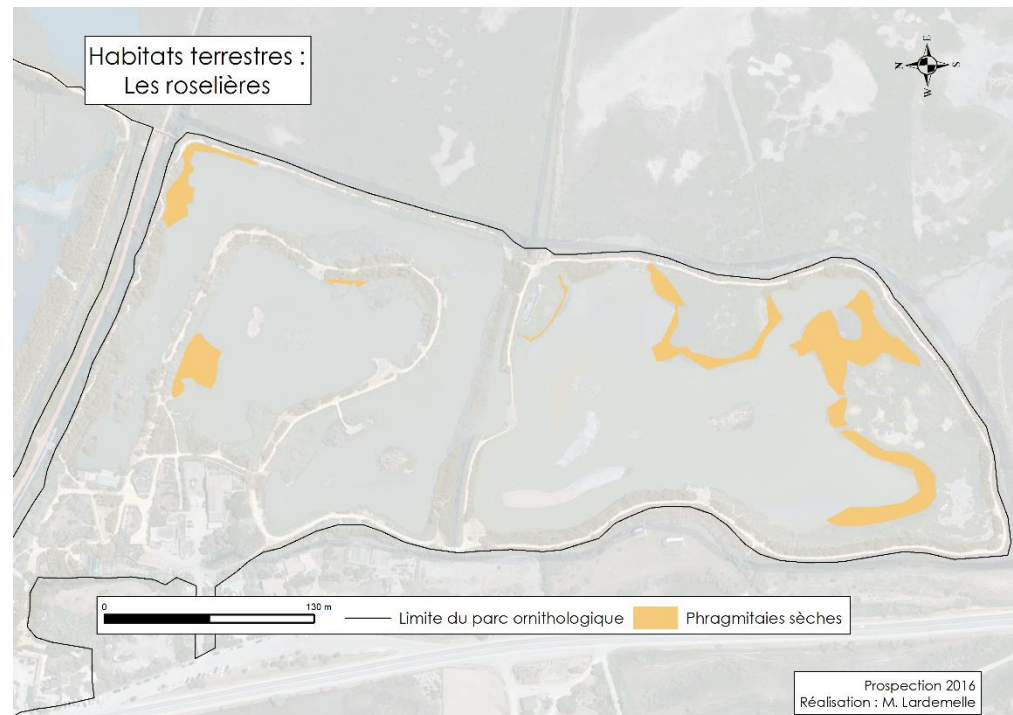 Habitats terrestres :
Les roselières
E
N
S
W
0
130 m
Limite du parc ornithologique
Phragmitaies sèches
Prospection 2016
Réalisation : M. Lardemelle